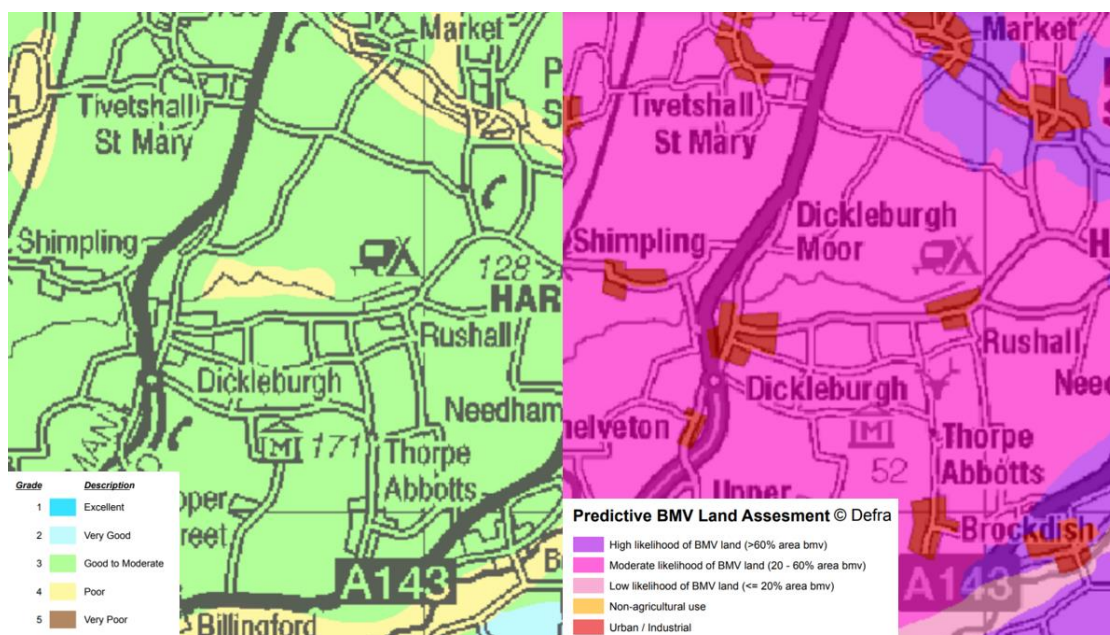 Market
Tivetshall
St Mary
Shimpling
128
HAR
Rushall
Dickleburgh
Needham
171
Thorpe
Abbotts
A143
Billingford
Grade Description
1 Excellent
2 Very Good
3 Good to Moderate
4 Poor
5 Very Poor
Market
Tivetshall
St Mary
Dickleburgh
Moor
Shimpling
Rushall
Dickleburgh
Need
helveton
M
52
Thorpe
Abbotts
Upper
Brockdish
A143
Predictive BMV Land Assesment © Defra
High likelihood of BMV land (>60% area bmv)
Moderate likelihood of BMV land (20 - 60% area bmv)
Low likelihood of BMV land (<= 20% area bmv)
Non-agricultural use
Urban / Industrial